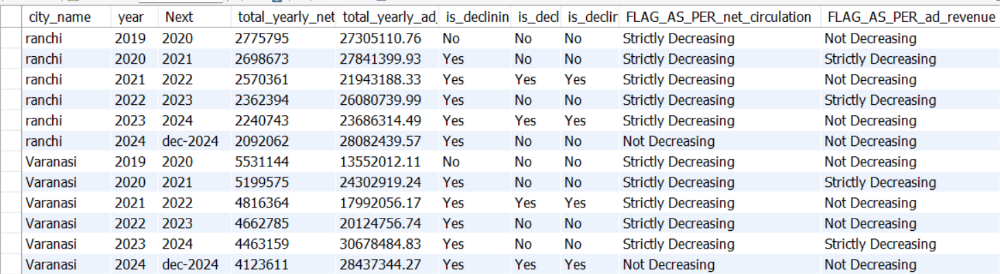 city_name year Next total_yearly_net total_yearly_ad_ is_declinin is_decl is_declir FLAG_AS_PER_net_circulation FLAG_AS_PER_ad_revenue
ranchi 2019 2020 2775795 27305110.76 No No No Strictly Decreasing Not Decreasing
ranchi 2020 2021 2698673 27841399.93 Yes No No Strictly Decreasing Strictly Decreasing
ranchi 2021 2022 2570361 21943188.33 Yes Yes Yes Strictly Decreasing Not Decreasing
ranchi 2022 2023 2362394 26080739.99 Yes No No Strictly Decreasing Strictly Decreasing
ranchi 2023 2024 2240743 23686314.49 Yes Yes Yes Strictly Decreasing Not Decreasing
ranchi 2024 dec-2024 2092062 28082439.57 Yes No No Not Decreasing Not Decreasing
Varanasi 2019 2020 5531144 13552012.11 No No No Strictly Decreasing Not Decreasing
Varanasi 2020 2021 5199575 24302919.24 Yes No No Strictly Decreasing Strictly Decreasing
Varanasi 2021 2022 4816364 17992056.17 Yes Yes Yes Strictly Decreasing Not Decreasing
Varanasi 2022 2023 4662785 20124756.74 Yes No No Strictly Decreasing Not Decreasing
Varanasi 2023 2024 4463159 30678484.83 Yes No No Strictly Decreasing Strictly Decreasing
Varanasi 2024 dec-2024 4123611 28437344.27 Yes Yes Yes Not Decreasing Not Decreasing